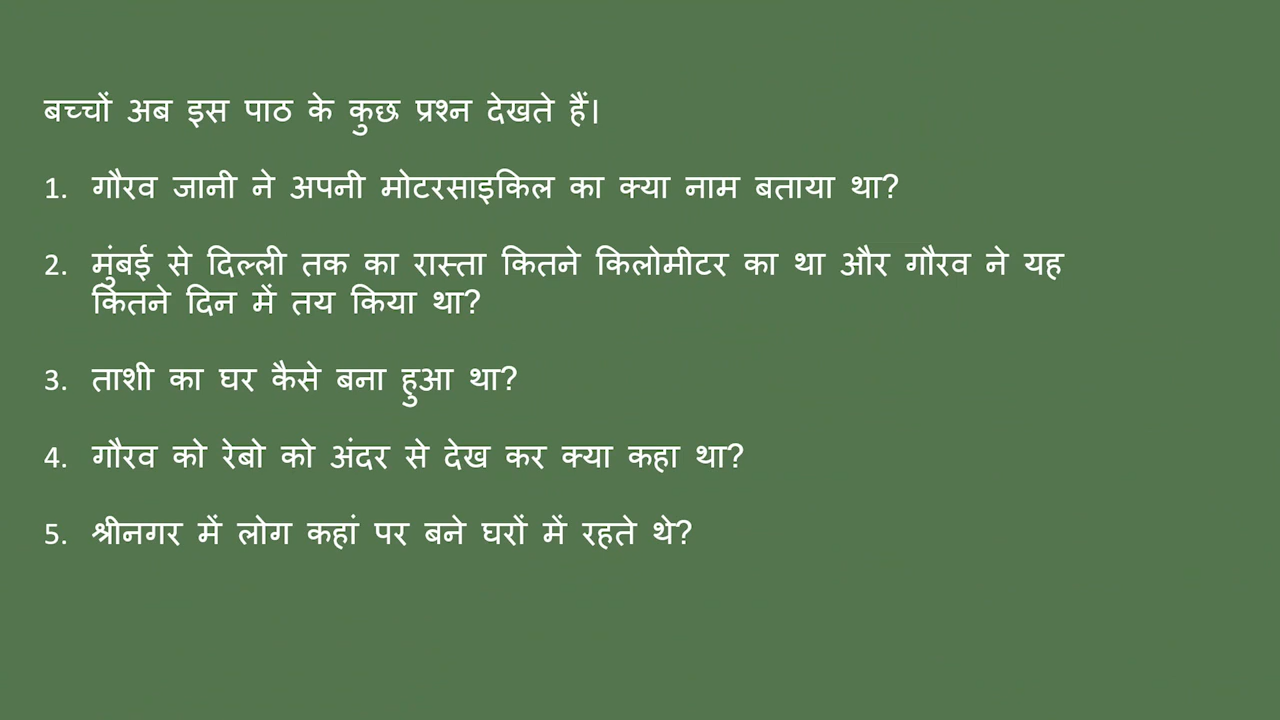 बच्चों अब इस पाठ के कुछ प्रश्न देखते हैं।
1. गौरव जानी ने अपनी मोटरसाइकिल का क्या नाम बताया था?
2. मुंबई से दिल्ली तक का रास्ता कितने किलोमीटर का था और गौरव ने यह
कितने दिन में तय किया था?
3. ताशी का घर कैसे बना हुआ था?
4. गौरव को रेबो को अंदर से देख कर क्या कहा था?
5. श्रीनगर में लोग कहां पर बने घरों में रहते थे?